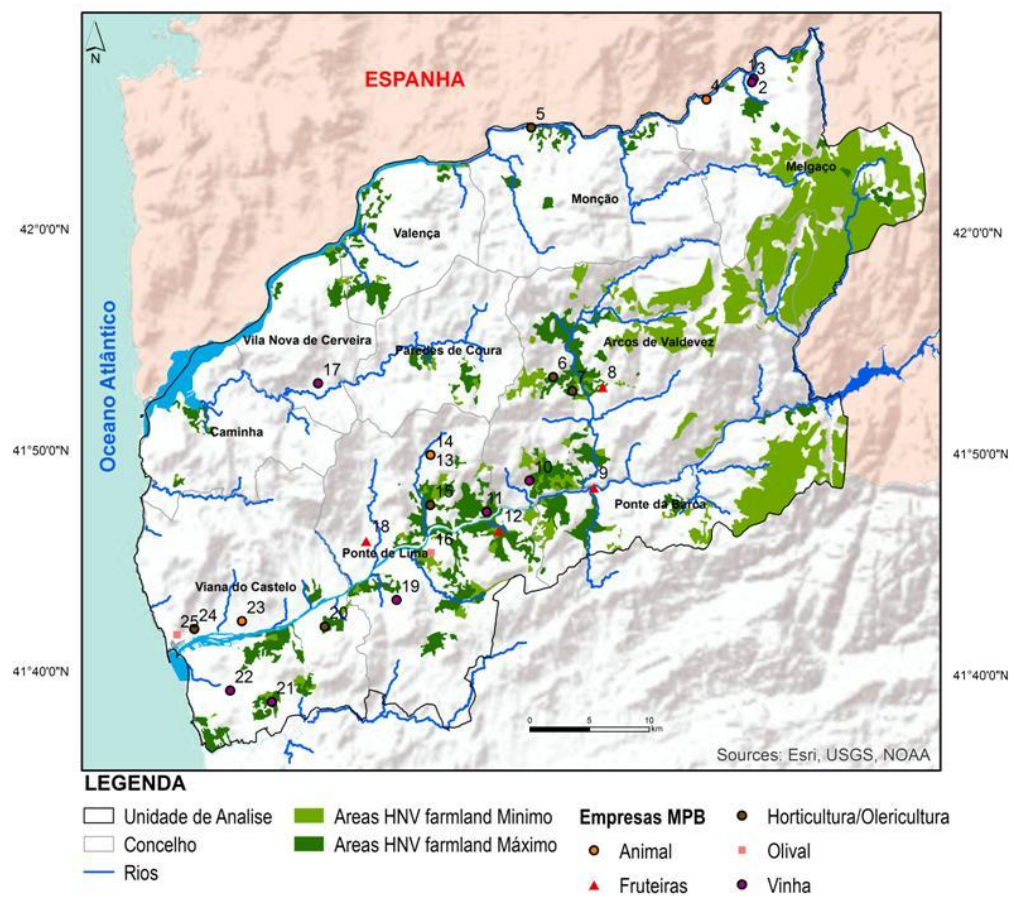 N
ESPANHA
13
2
4
5
Melgaço
Monção
Valença
42°0'0"N
42°0'0"N
Oceano Atlântico
Vila Nova de Cerveira
Paredes de Coura
Arcos de Valdevez
17
6
7
8
Caminha
41°50'0"N
41°50'0"N
14
13
10
9
15
11
12
Ponte da Barca
18
16
Ponte de Lima
19
Viana do Castelo
25
24
23
20
41°40'0"N
41°40'0"N
22
21
0 5 10
km
Sources: Esri, USGS, NOAA
LEGENDA
Unidade de Analise
Concelho
Rios
Areas HNV farmland Minimo
Areas HNV farmland Máximo
Empresas MPB
Animal
Fruteiras
Horticultura/Olericultura
Olival
Vinha